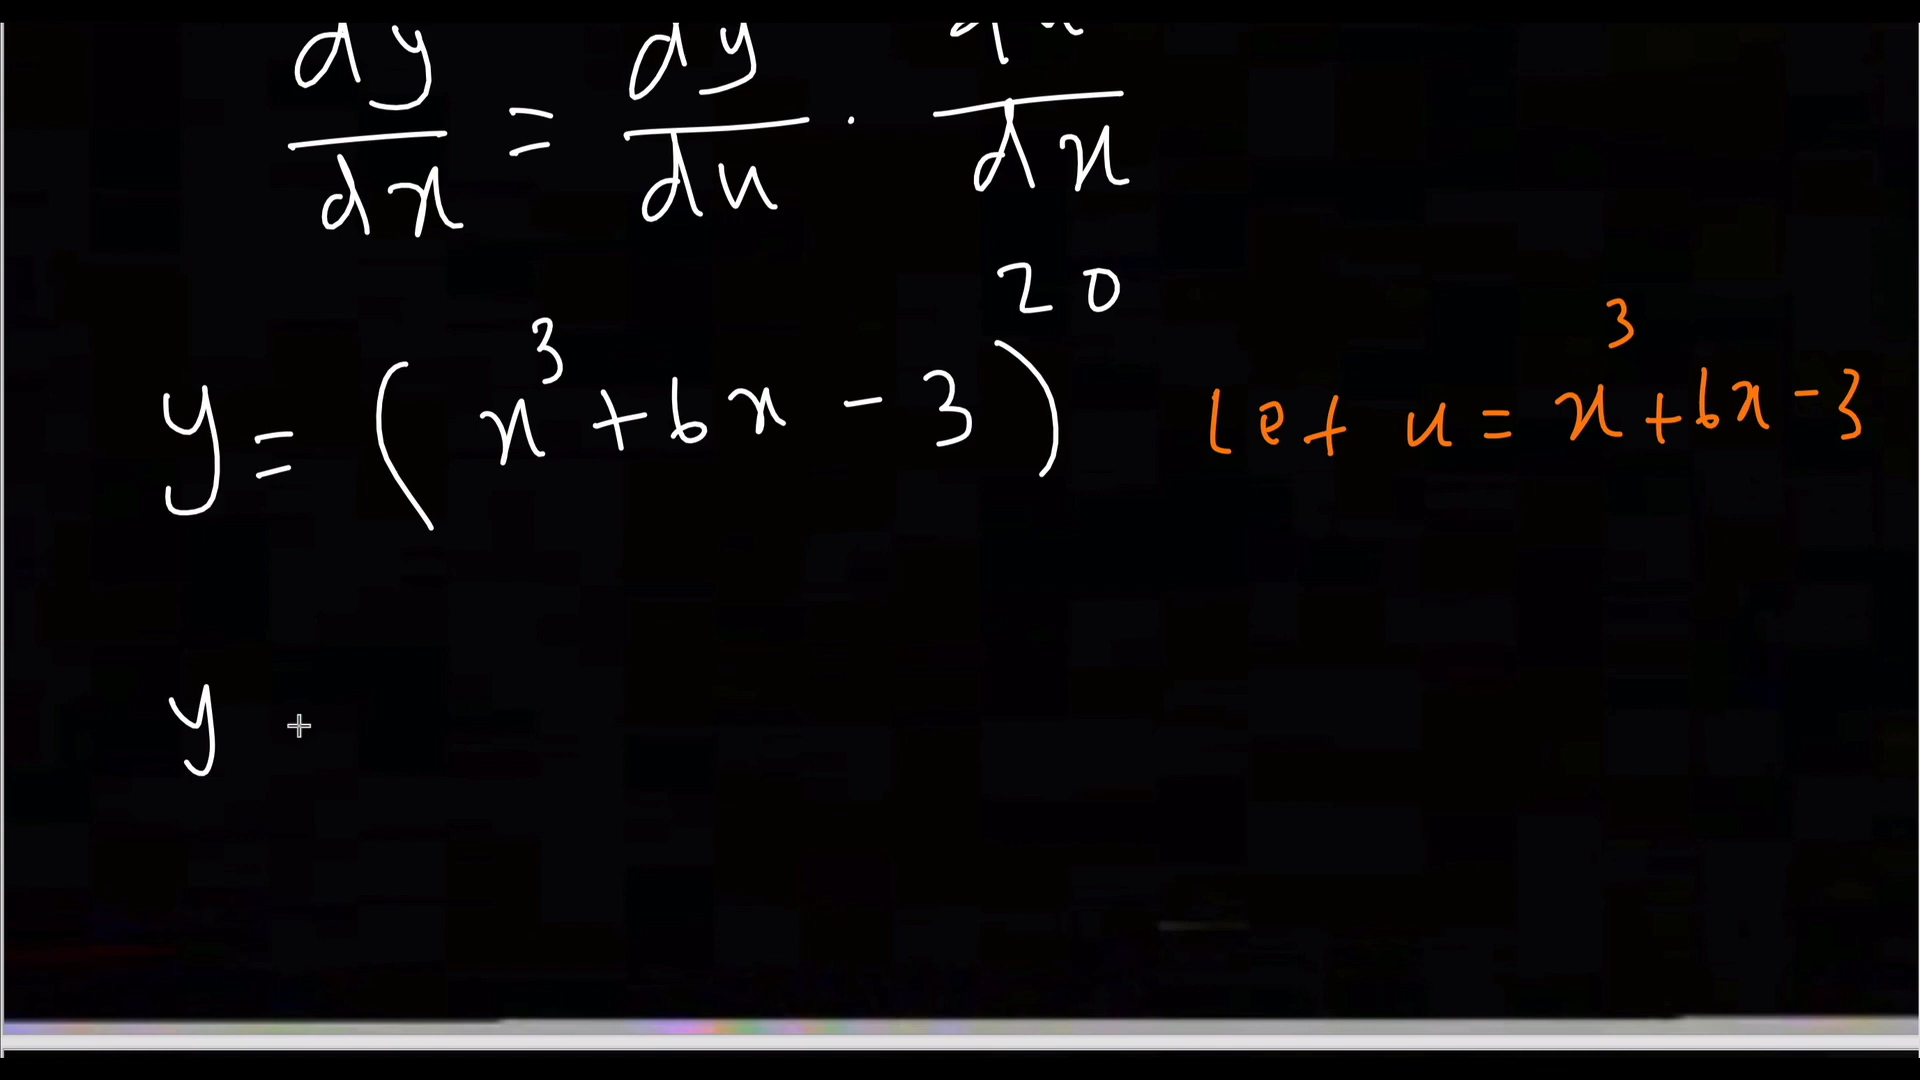 dy/dx = dy/du · du/dx
y = (x³ + 6x - 3)²⁰ let u = x³ + 6x - 3
y